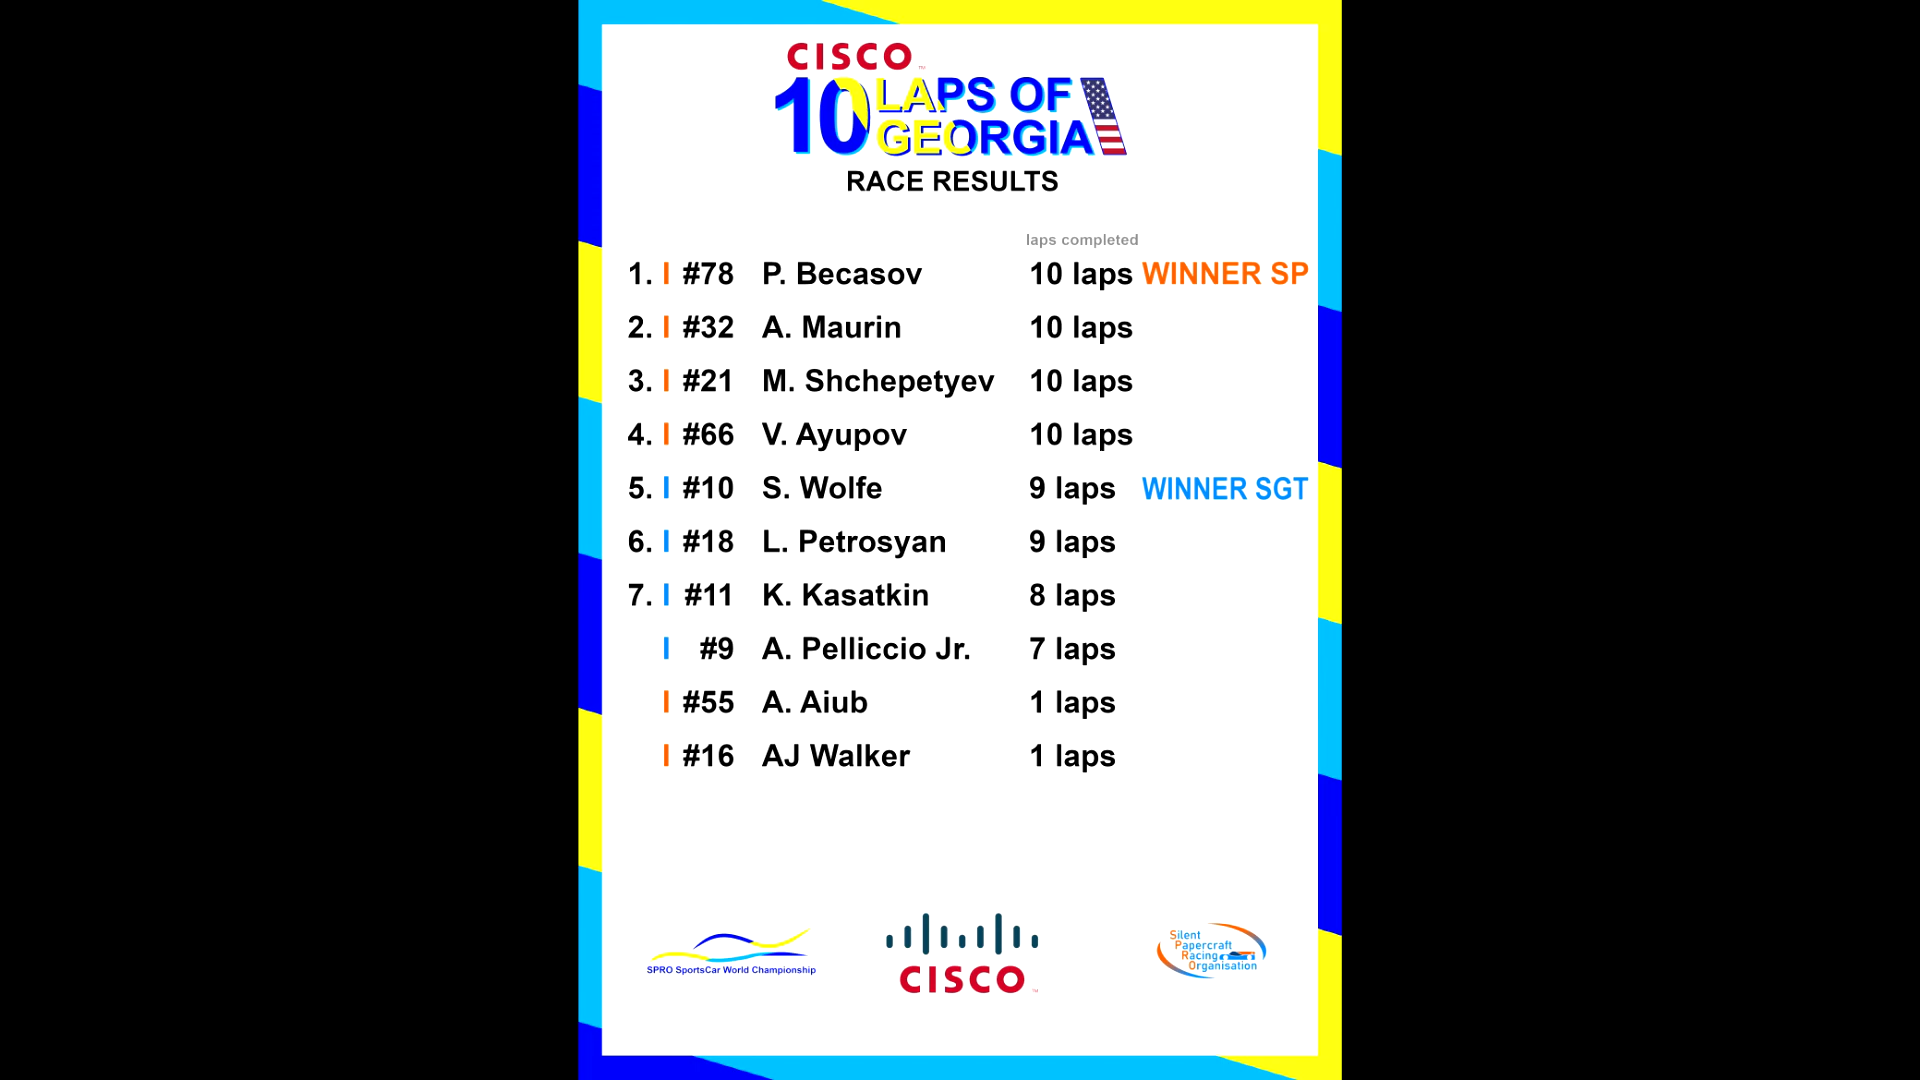 CISCO
10 LAPS OF
GEORGIA
RACE RESULTS
laps completed
1. I #78 P. Becasov 10 laps WINNER SP
2. I #32 A. Maurin 10 laps
3. I #21 M. Shchepetyev 10 laps
4. I #66 V. Ayupov 10 laps
5. I #10 S. Wolfe 9 laps WINNER SGT
6. I #18 L. Petrosyan 9 laps
7. I #11 K. Kasatkin 8 laps
I #9 A. Pelliccio Jr. 7 laps
I #55 A. Aiub 1 laps
I #16 AJ Walker 1 laps
SPRO SportsCar World Championship
CISCO
Silent
Papercraft
Racing
Organisation